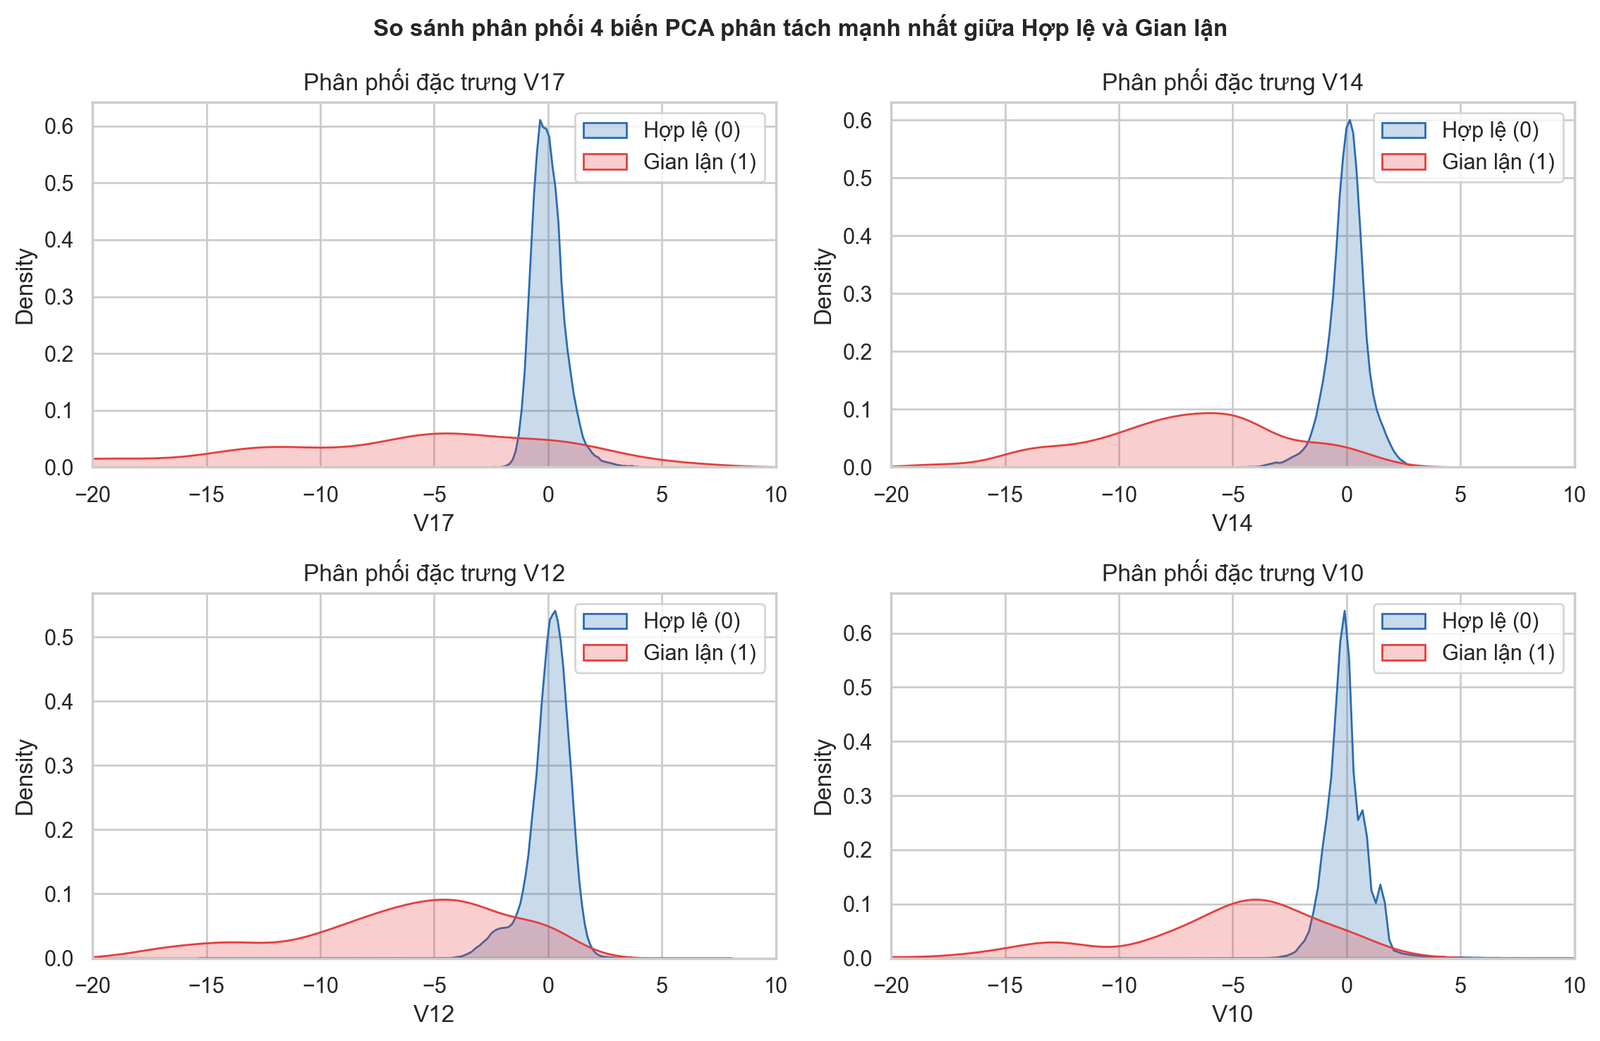 So sánh phân phối 4 biến PCA phân tách mạnh nhất giữa Hợp lệ và Gian lận
Phân phối đặc trưng V17
Hợp lệ (0)
Gian lận (1)
Density
0.6
0.5
0.4
0.3
0.2
0.1
0.0
−20 −15 −10 −5 0 5 10
V17
Phân phối đặc trưng V14
Hợp lệ (0)
Gian lận (1)
Density
0.6
0.5
0.4
0.3
0.2
0.1
0.0
−20 −15 −10 −5 0 5 10
V14
Phân phối đặc trưng V12
Hợp lệ (0)
Gian lận (1)
Density
0.5
0.4
0.3
0.2
0.1
0.0
−20 −15 −10 −5 0 5 10
V12
Phân phối đặc trưng V10
Hợp lệ (0)
Gian lận (1)
Density
0.6
0.5
0.4
0.3
0.2
0.1
0.0
−20 −15 −10 −5 0 5 10
V10